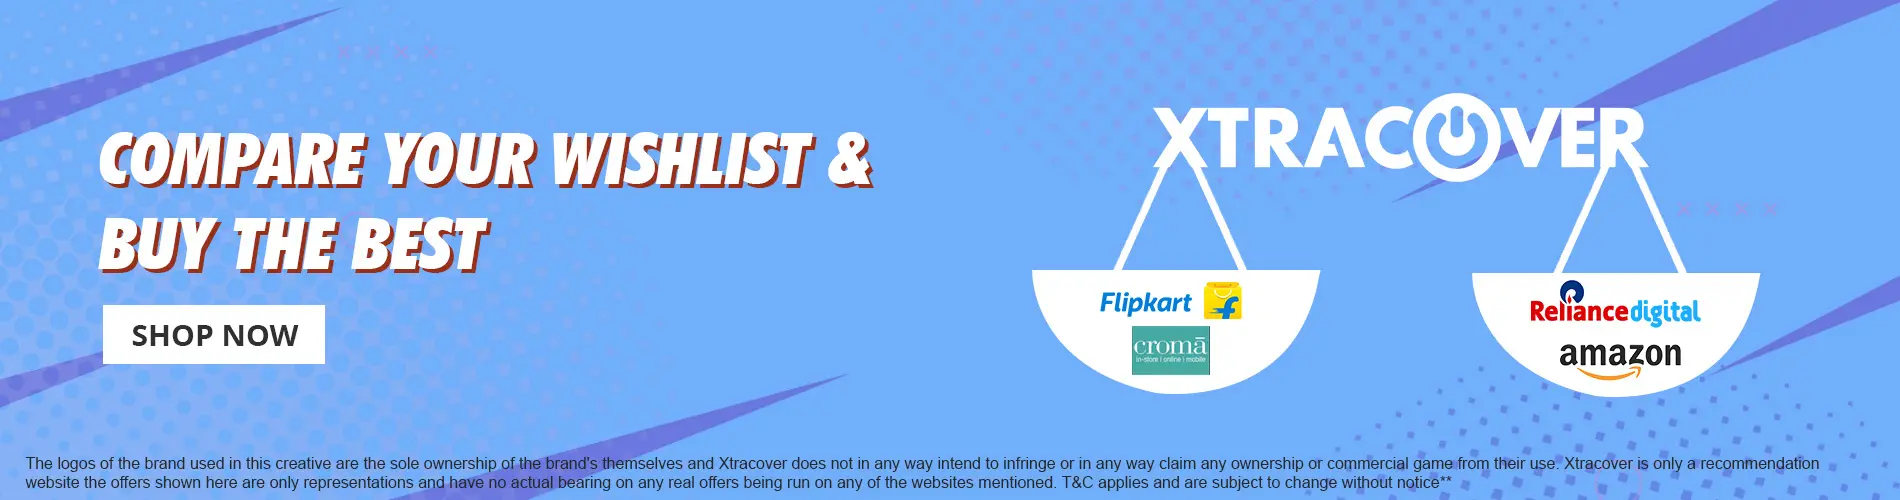 COMPARE YOUR WISHLIST &
BUY THE BEST
SHOP NOW
XTRACOVER
Flipkart
cromā
in-store | online | mobile
Reliance digital
amazon
The logos of the brand used in this creative are the sole ownership of the brand's themselves and Xtracover does not in any way intend to infringe or in any way claim any ownership or commercial game from their use. Xtracover is only a recommendation
website the offers shown here are only representations and have no actual bearing on any real offers being run on any of the websites mentioned. T&C applies and are subject to change without notice**